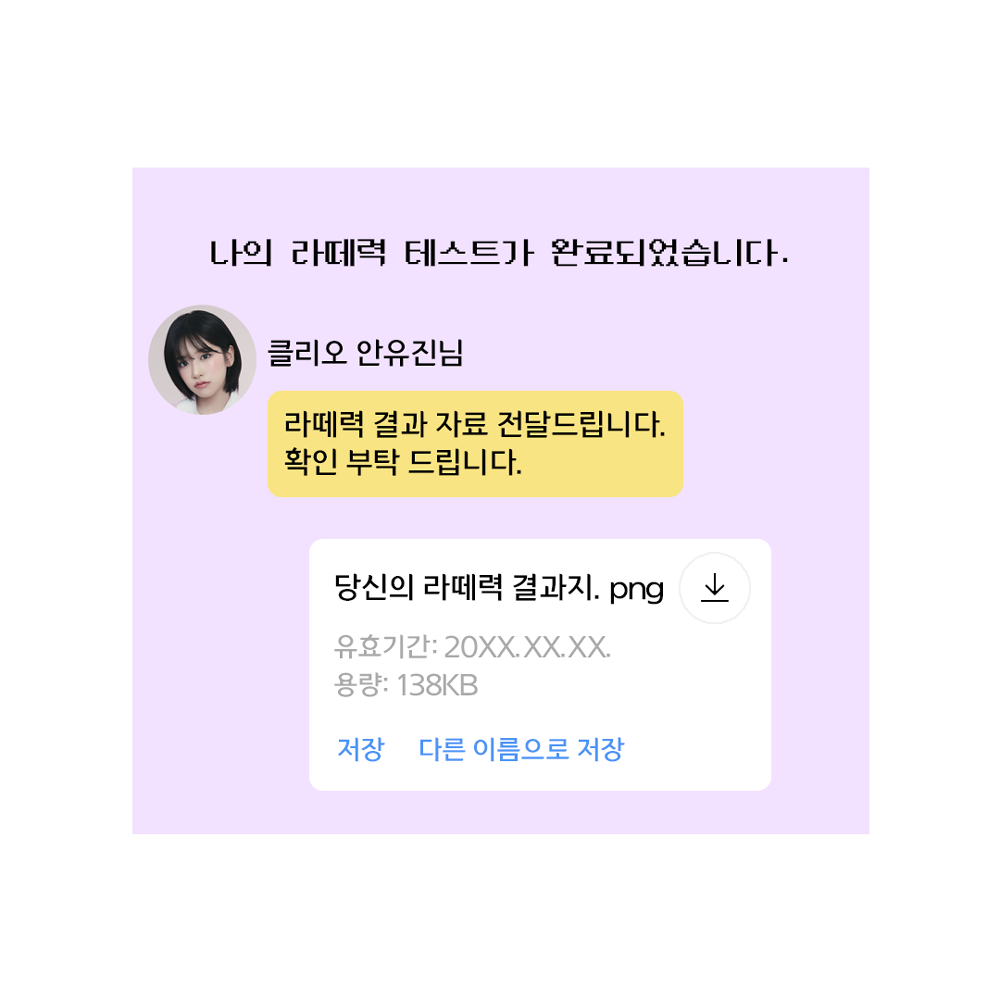 나의 라떼력 테스트가 완료되었습니다.
클리오 안유진님
라떼력 결과 자료 전달드립니다.
확인 부탁 드립니다.
당신의 라떼력 결과지. png
유효기간: 20XX. XX. XX.
용량: 138KB
저장 다른 이름으로 저장